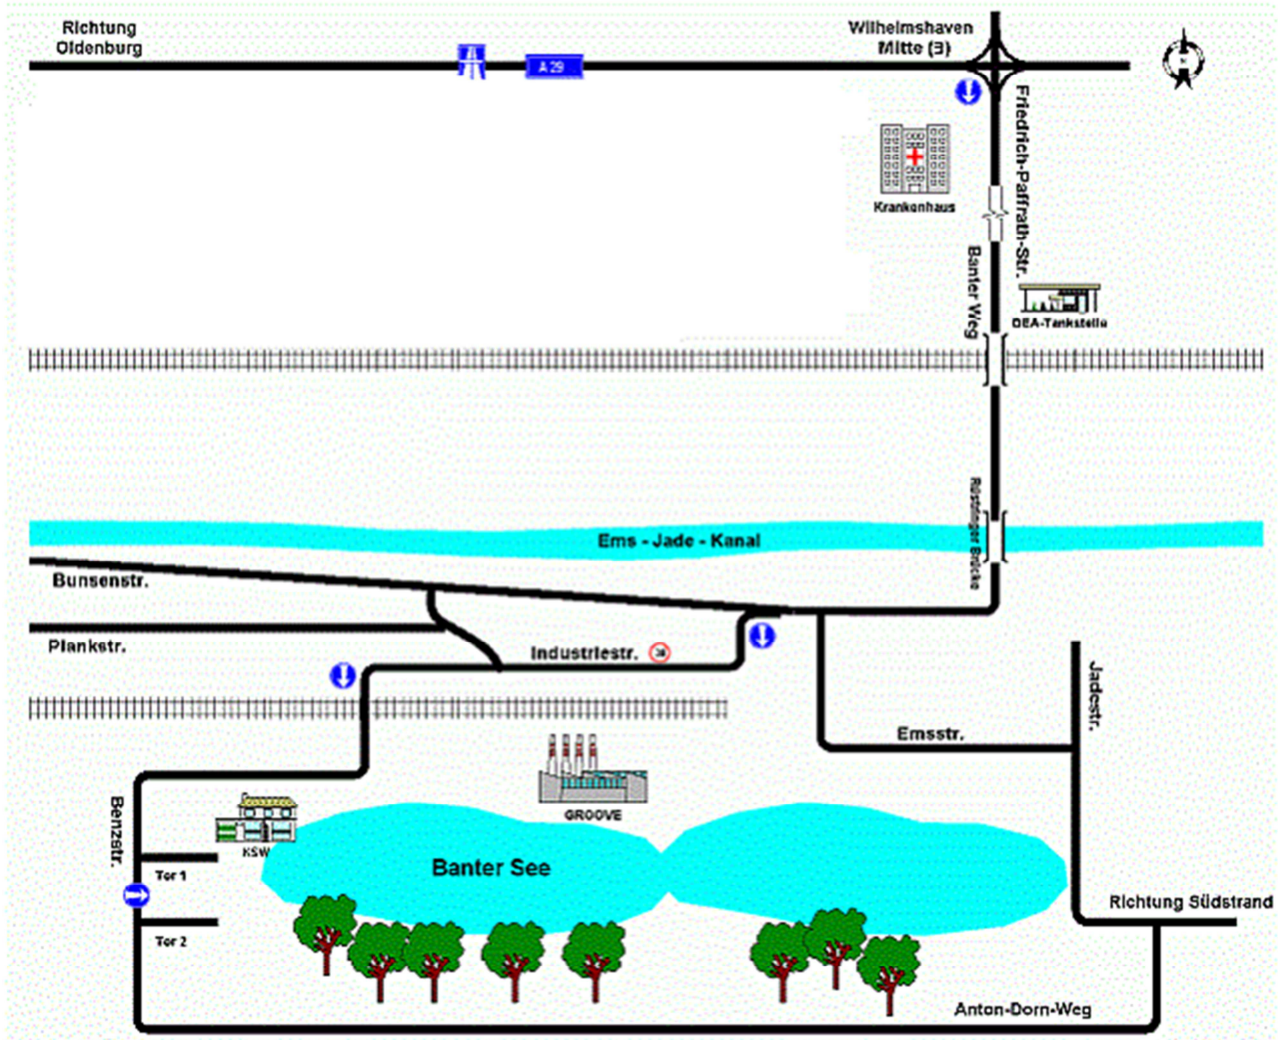 Richtung
Oldenburg
Wilhelmshaven
Mitte (3)
A 29
Friedrich-Paffrath-Str.
Krankenhaus
Banter Weg
DEA-Tankstelle
Rüstringer Brücke
Ems - Jade - Kanal
Bunsenstr.
Plankstr.
Industriestr.
30
Jadestr.
Emsstr.
GROOVE
Benzstr.
KSW
Banter See
Tor 1
Tor 2
Richtung Südstrand
Anton-Dorn-Weg